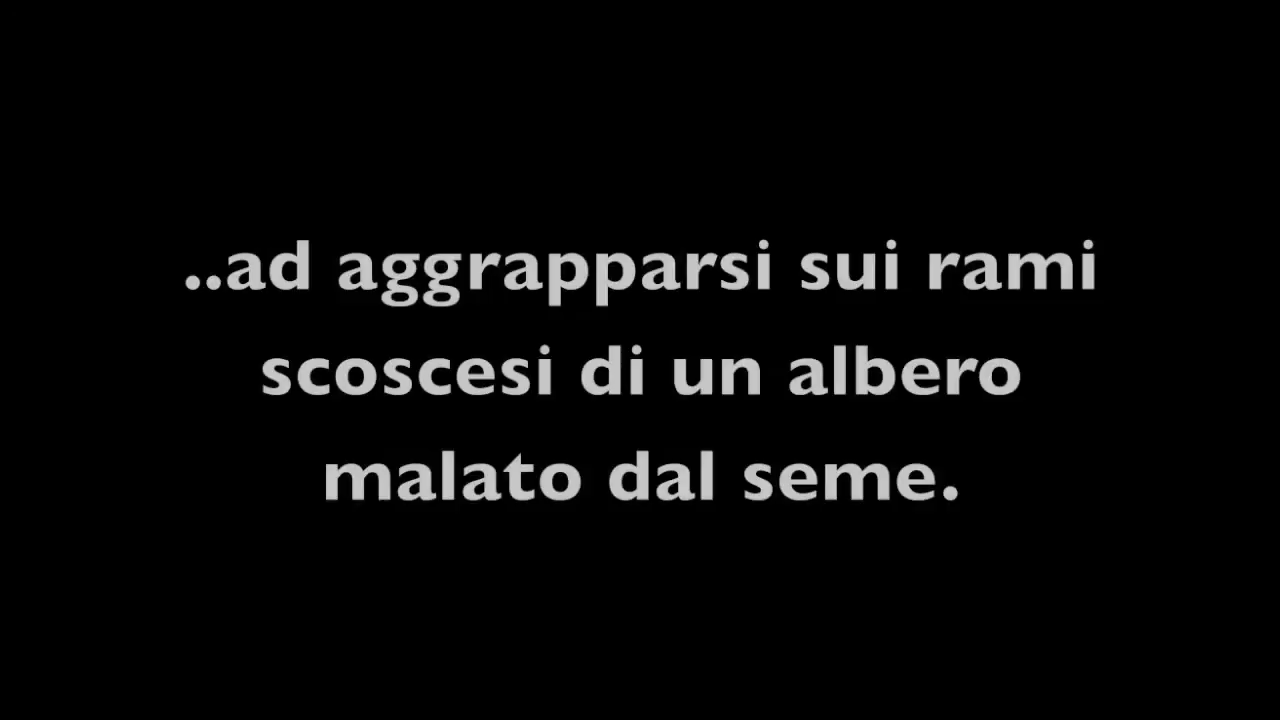 ..ad aggrapparsi sui rami
scoscesi di un albero
malato dal seme.